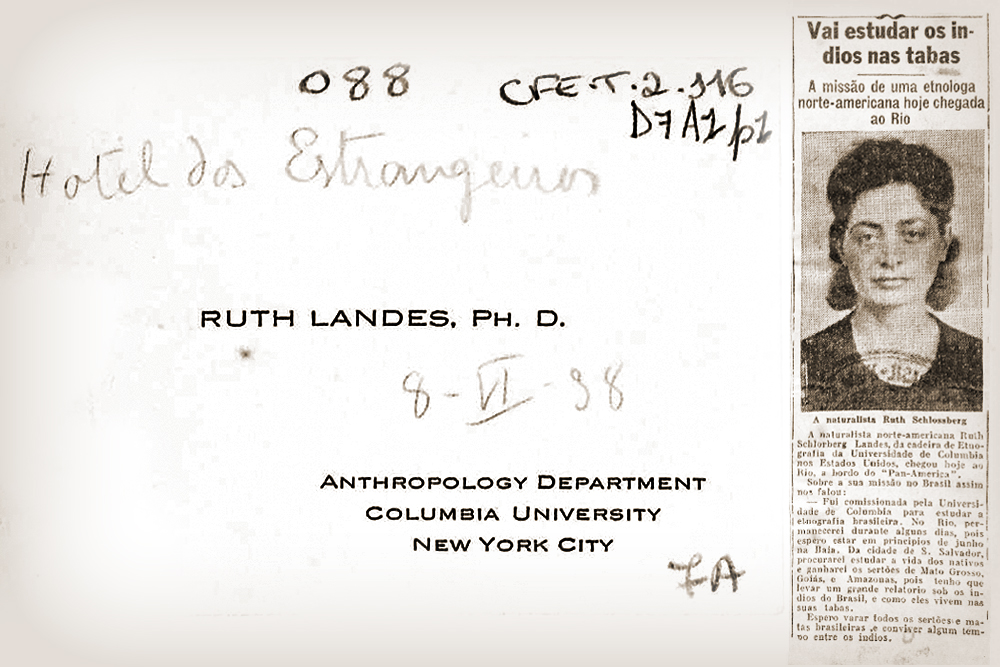 088
CFE.T.2.916
D7A1/p1
Hotel dos Estrangeiros
RUTH LANDES, PH. D.
8-VI-38
ANTHROPOLOGY DEPARTMENT
COLUMBIA UNIVERSITY
NEW YORK CITY
7A
Vai estudar os in-
dios nas tabas
A missão de uma etnologa
norte-americana hoje chegada
ao Rio
A naturalista Ruth Schlossberg
A naturalista norte-americana Ruth
Schlorberg Landes, da cadeira de Etno-
grafia da Universidade de Columbia
nos Estados Unidos, chegou hoje ao
Rio, a bordo do "Pan-America".
Sobre a sua missão no Brasil assim
nos falou:
— Fui comissionada pela Universi-
dade de Columbia para estudar a
etnografia brasileira. No Rio, per-
manecerei durante alguns dias, pois
espero estar em principios de junho
na Baía. Da cidade de S. Salvador,
procurarei estudar a vida dos nativos
e ganharei os sertões de Mato Grosso,
Goiás, e Amazonas, pois tenho que
levar um grande relatorio sob os in-
dios do Brasil, e como eles vivem nas
suas tabas.
Espero varar todos os sertões e ma-
tas brasileiras e conviver algum tem-
po entre os indios.